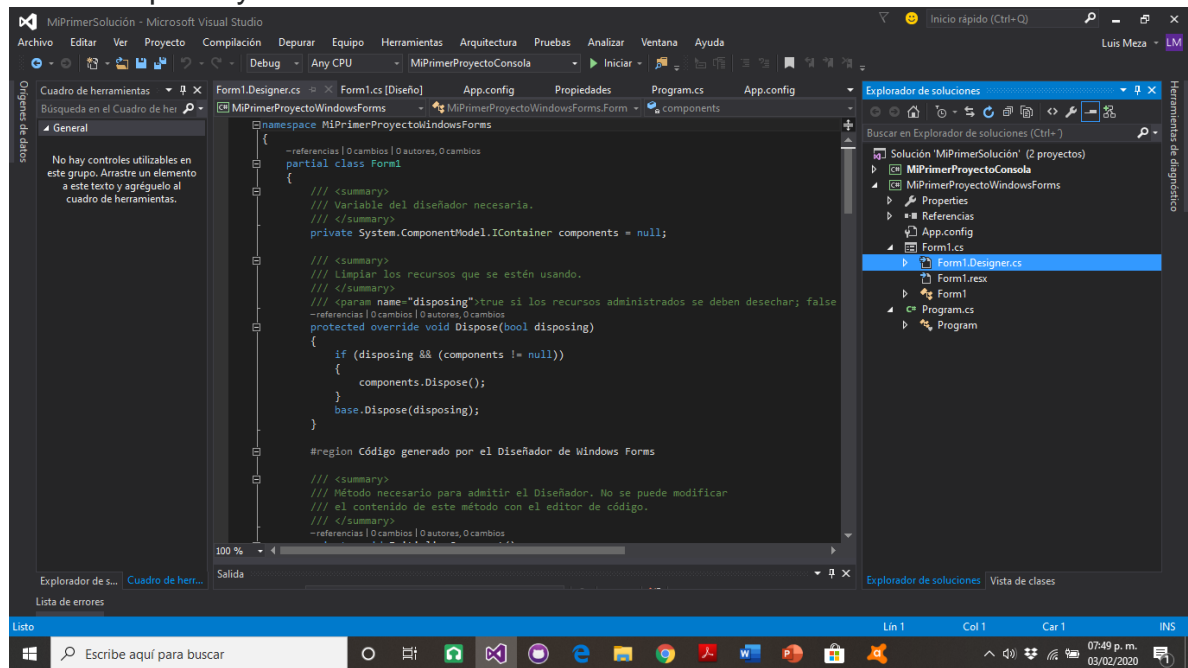 MiPrimerSolución - Microsoft Visual Studio
Inicio rápido (Ctrl+Q)
Archivo Editar Ver Proyecto Compilación Depurar Equipo Herramientas Arquitectura Pruebas Analizar Ventana Ayuda
Luis Meza LM
Debug Any CPU MiPrimerProyectoConsola Iniciar
Orígenes de datos
Cuadro de herramientas
Búsqueda en el Cuadro de her
General
No hay controles utilizables en
este grupo. Arrastre un elemento
a este texto y agréguelo al
cuadro de herramientas.
Explorador de s... Cuadro de herr...
Form1.Designer.cs Form1.cs [Diseño] App.config Propiedades Program.cs App.config
MiPrimerProyectoWindowsForms MiPrimerProyectoWindowsForms.Form components
namespace MiPrimerProyectoWindowsForms
{
-referencias | 0 cambios | 0 autores, 0 cambios
partial class Form1
{
/// <summary>
/// Variable del diseñador necesaria.
/// </summary>
private System.ComponentModel.IContainer components = null;
/// <summary>
/// Limpiar los recursos que se estén usando.
/// </summary>
/// <param name="disposing">true si los recursos administrados se deben desechar; false
-referencias | 0 cambios | 0 autores, 0 cambios
protected override void Dispose(bool disposing)
{
if (disposing && (components != null))
{
components.Dispose();
}
base.Dispose(disposing);
}
#region Código generado por el Diseñador de Windows Forms
/// <summary>
/// Método necesario para admitir el Diseñador. No se puede modificar
/// el contenido de este método con el editor de código.
/// </summary>
-referencias | 0 cambios | 0 autores, 0 cambios
100 %
Salida
Explorador de soluciones
Buscar en Explorador de soluciones (Ctrl+´)
Solución 'MiPrimerSolución' (2 proyectos)
C# MiPrimerProyectoConsola
C# MiPrimerProyectoWindowsForms
Properties
Referencias
App.config
Form1.cs
Form1.Designer.cs
Form1.resx
Form1
C# Program.cs
Program
Explorador de soluciones Vista de clases
Herramientas de diagnóstico
Lista de errores
Listo Lín 1 Col 1 Car 1 INS
Escribe aquí para buscar
07:49 p. m.
03/02/2020